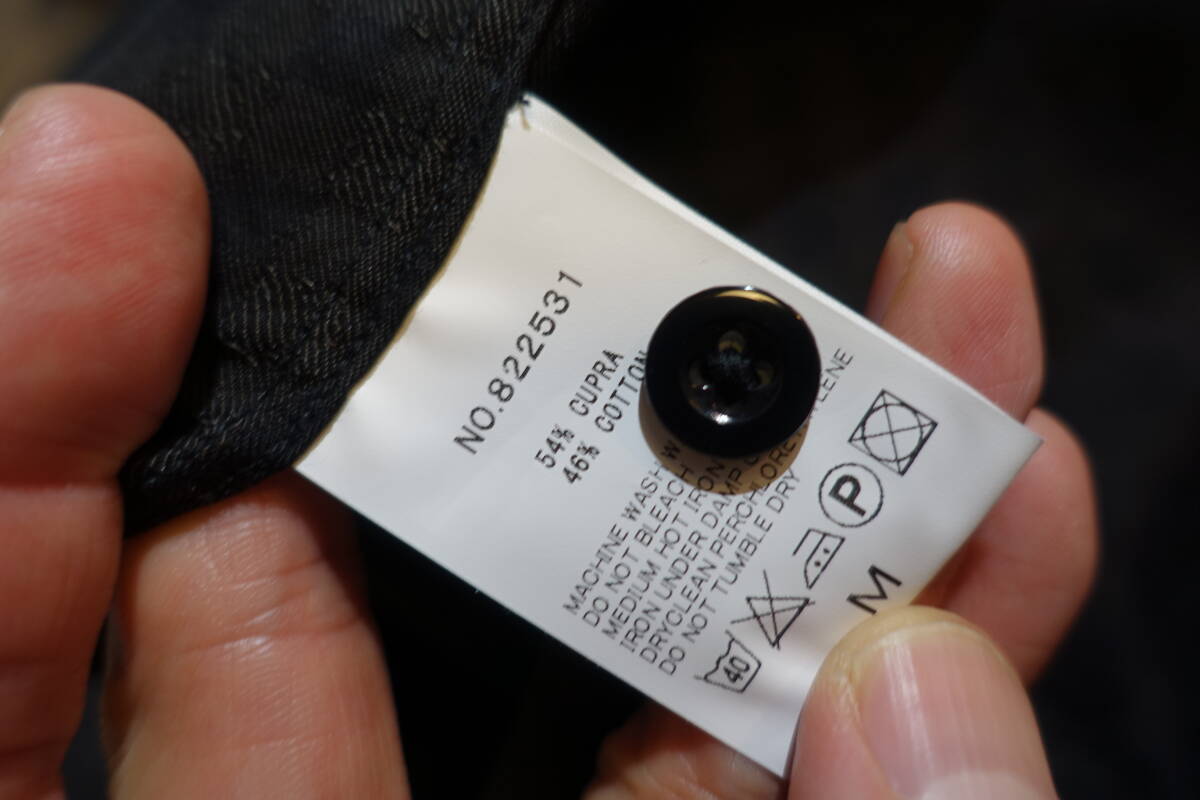 NO.822531
54% CUPRA
46% COTTON
MACHINE WASH W
DO NOT BLEACH
MEDIUM HOT IRON
IRON UNDER DAMP
DRYCLEAN
DO NOT TUMBLE DRY
40
P
M